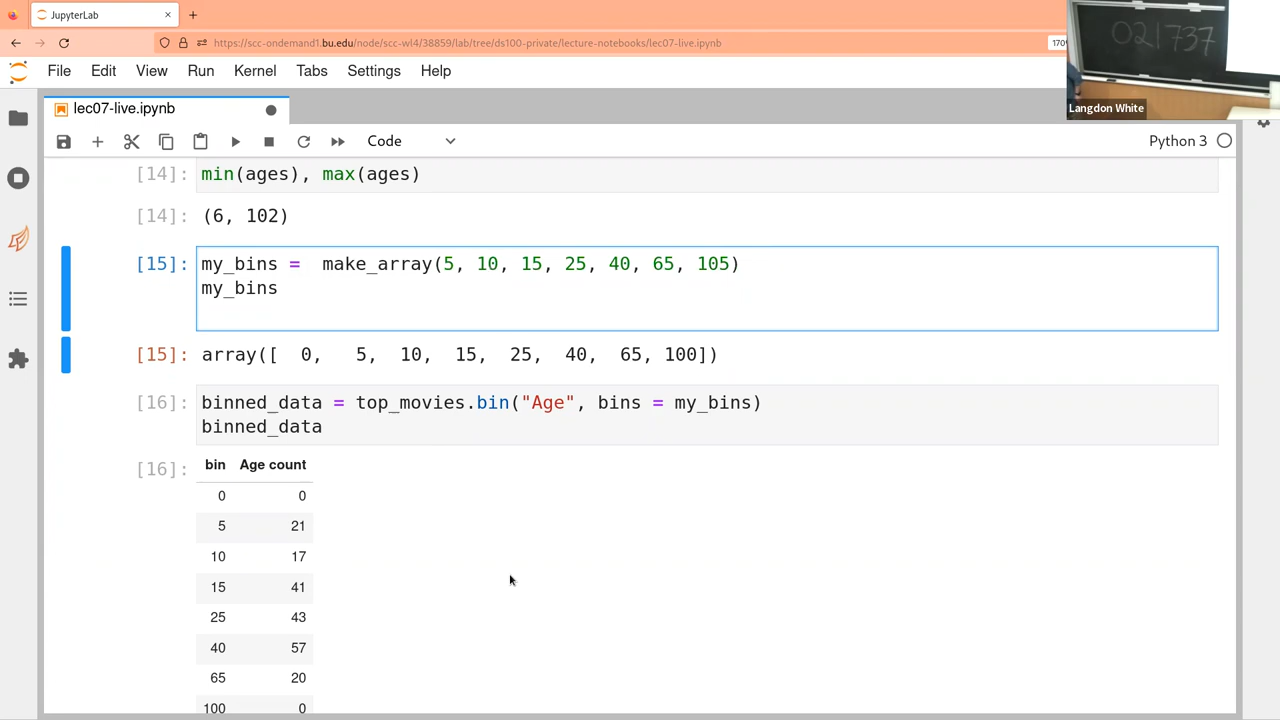 JupyterLab
https://scc-ondemand1.bu.edu/node/scc-wl4/38859/lab/tree/ds100-private/lecture-notebooks/lec07-live.ipynb
170%
021737
Langdon White
File Edit View Run Kernel Tabs Settings Help
lec07-live.ipynb
Code
Python 3
[14]: min(ages), max(ages)
[14]: (6, 102)
[15]: my_bins =  make_array(5, 10, 15, 25, 40, 65, 105)
my_bins
[15]: array([  0,   5,  10,  15,  25,  40,  65, 100])
[16]: binned_data = top_movies.bin("Age", bins = my_bins)
binned_data
[16]: bin Age count
0 0
5 21
10 17
15 41
25 43
40 57
65 20
100 0